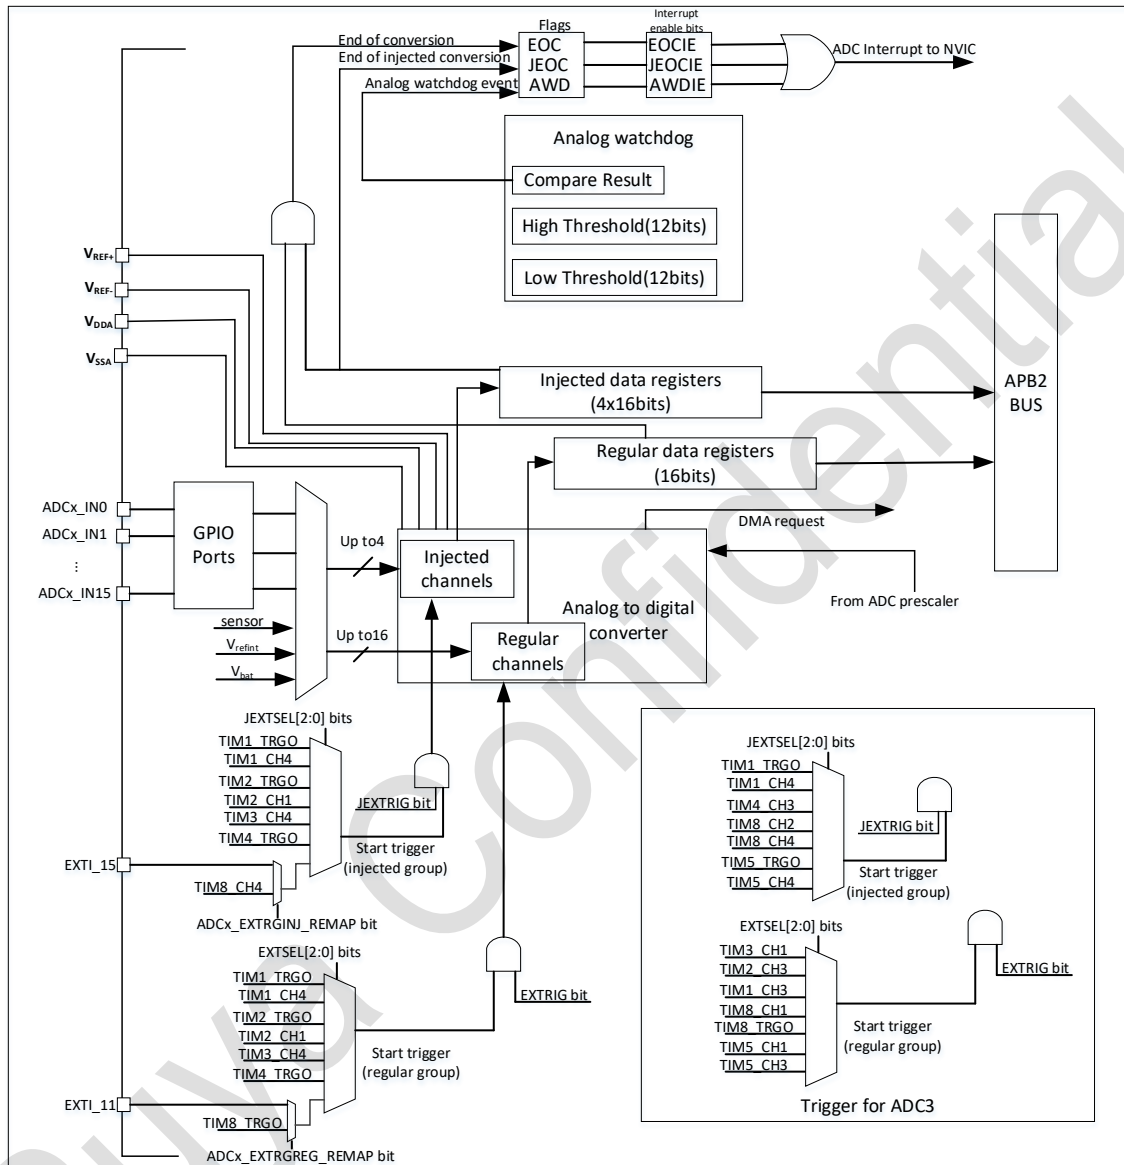 Flags
Interrupt
enable bits
End of conversion
EOC
EOCIE
ADC Interrupt to NVIC
End of injected conversion
JEOC
JEOCIE
Analog watchdog event
AWD
AWDIE
Analog watchdog
Compare Result
High Threshold(12bits)
Low Threshold(12bits)
VREF+
VREF-
VDDA
VSSA
Injected data registers
(4x16bits)
APB2
BUS
Regular data registers
(16bits)
ADCx_IN0
ADCx_IN1
⋮
ADCx_IN15
GPIO
Ports
DMA request
Up to4
Injected
channels
From ADC prescaler
Analog to digital
converter
sensor
Vrefint
Vbat
Up to16
Regular
channels
JEXTSEL[2:0] bits
TIM1_TRGO
TIM1_CH4
TIM2_TRGO
TIM2_CH1
TIM3_CH4
TIM4_TRGO
JEXTRIG bit
Start trigger
(injected group)
EXTI_15
TIM8_CH4
ADCx_EXTRGINJ_REMAP bit
EXTSEL[2:0] bits
TIM1_TRGO
TIM1_CH4
TIM2_TRGO
TIM2_CH1
TIM3_CH4
TIM4_TRGO
EXTRIG bit
Start trigger
(regular group)
EXTI_11
TIM8_TRGO
ADCx_EXTRGREG_REMAP bit
JEXTSEL[2:0] bits
TIM1_TRGO
TIM1_CH4
TIM4_CH3
TIM8_CH2
TIM8_CH4
TIM5_TRGO
TIM5_CH4
JEXTRIG bit
Start trigger
(injected group)
EXTSEL[2:0] bits
TIM3_CH1
TIM2_CH3
TIM1_CH3
TIM8_CH1
TIM8_TRGO
TIM5_CH1
TIM5_CH3
EXTRIG bit
Start trigger
(regular group)
Trigger for ADC3
Puya Confidential